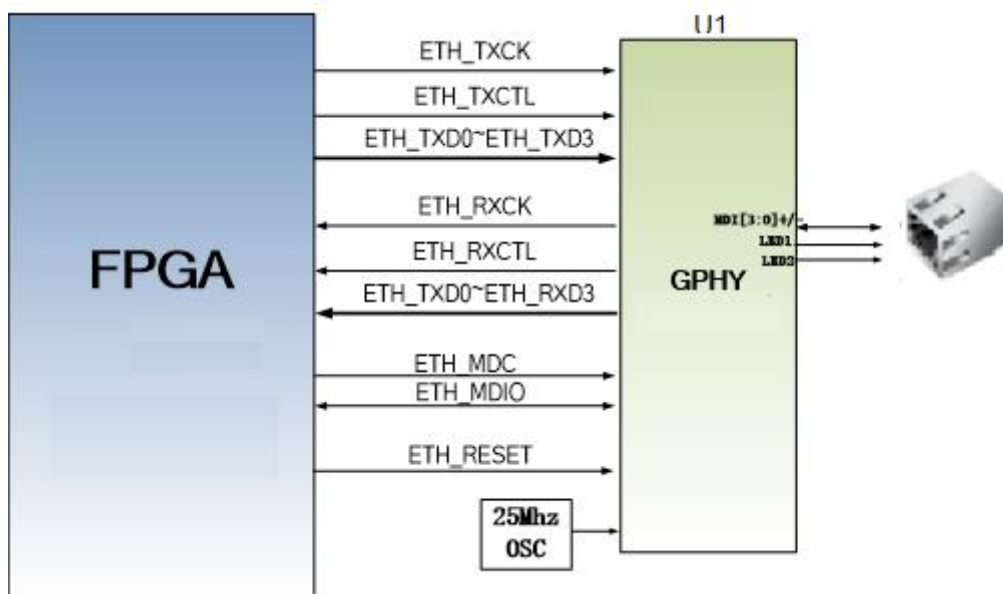 U1
ETH_TXCK
ETH_TXCTL
ETH_TXD0~ETH_TXD3
ETH_RXCK
ETH_RXCTL
ETH_TXD0~ETH_RXD3
ETH_MDC
ETH_MDIO
ETH_RESET
FPGA
GPHY
MDI[3:0]+/-
LED1
LED2
25Mhz
OSC